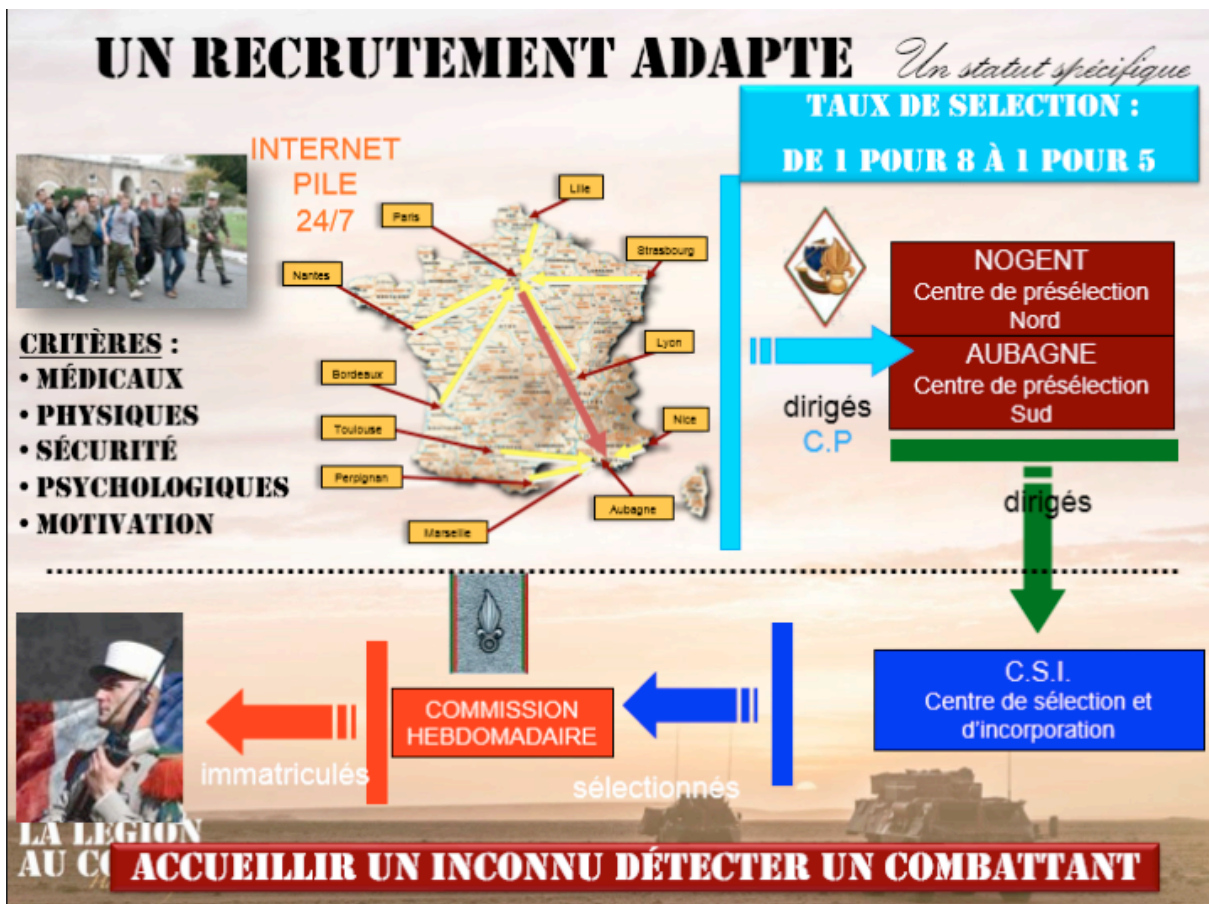 UN RECRUTEMENT ADAPTE
Un statut spécifique
TAUX DE SELECTION :
DE 1 POUR 8 À 1 POUR 5
INTERNET
PILE
24/7
Lille
Paris
Strasbourg
Nantes
Lyon
Bordeaux
Toulouse
Nice
Perpignan
Aubagne
Marseille
CRITÈRES :
• MÉDICAUX
• PHYSIQUES
• SÉCURITÉ
• PSYCHOLOGIQUES
• MOTIVATION
dirigés
C.P
NOGENT
Centre de présélection
Nord
AUBAGNE
Centre de présélection
Sud
dirigés
C.S.I.
Centre de sélection et
d'incorporation
sélectionnés
COMMISSION
HEBDOMADAIRE
immatriculés
LA LEGION
AU
ACCUEILLIR UN INCONNU DÉTECTER UN COMBATTANT